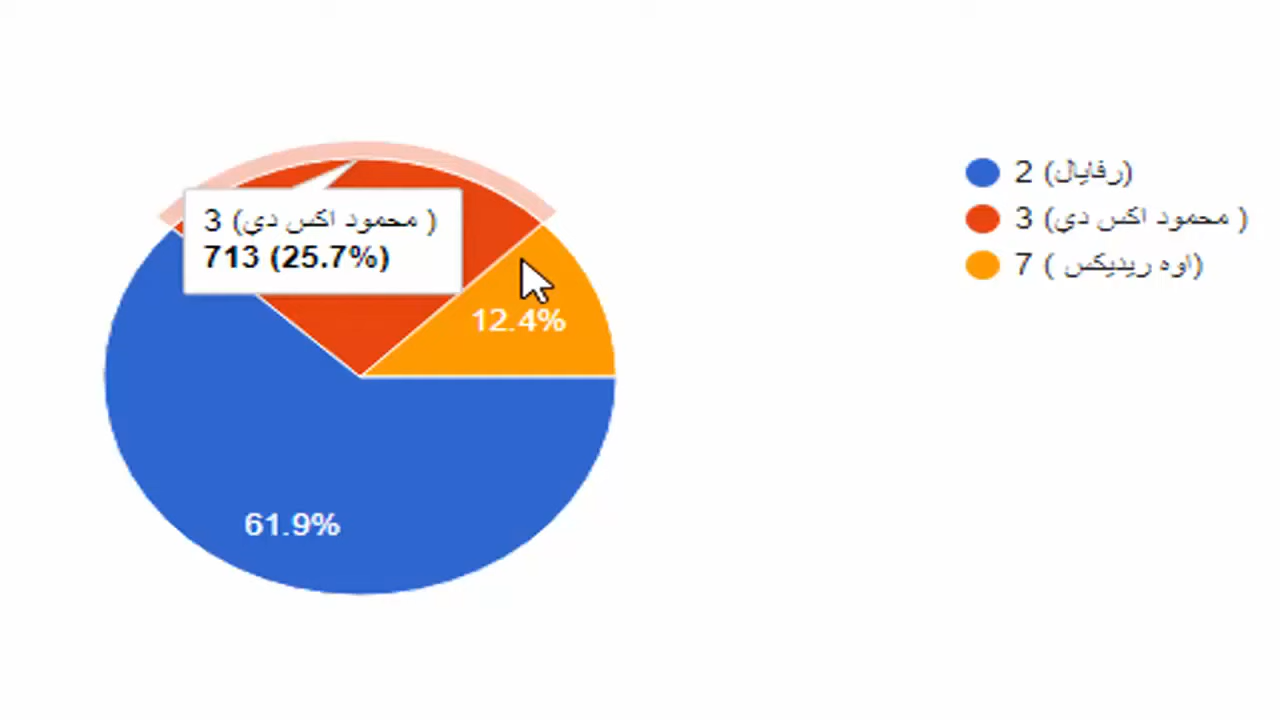 3 (محمود اكس دي )
713 (25.7%)
12.4%
61.9%
2 (رفايال)
3 (محمود اكس دي )
7 ( اوه ريديكس)